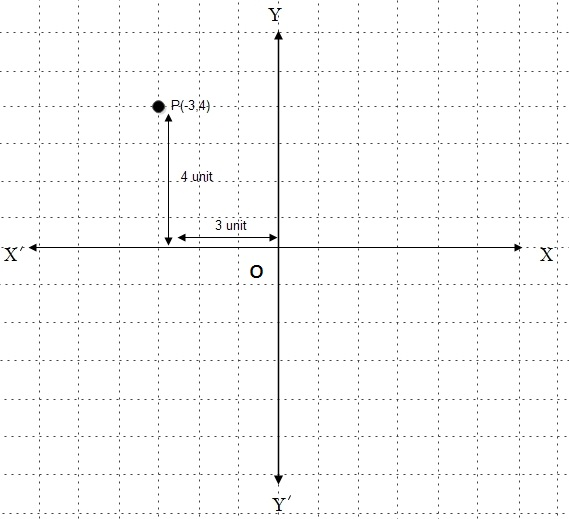 Y
P(-3,4)
4 unit
3 unit
X′
X
O
Y′